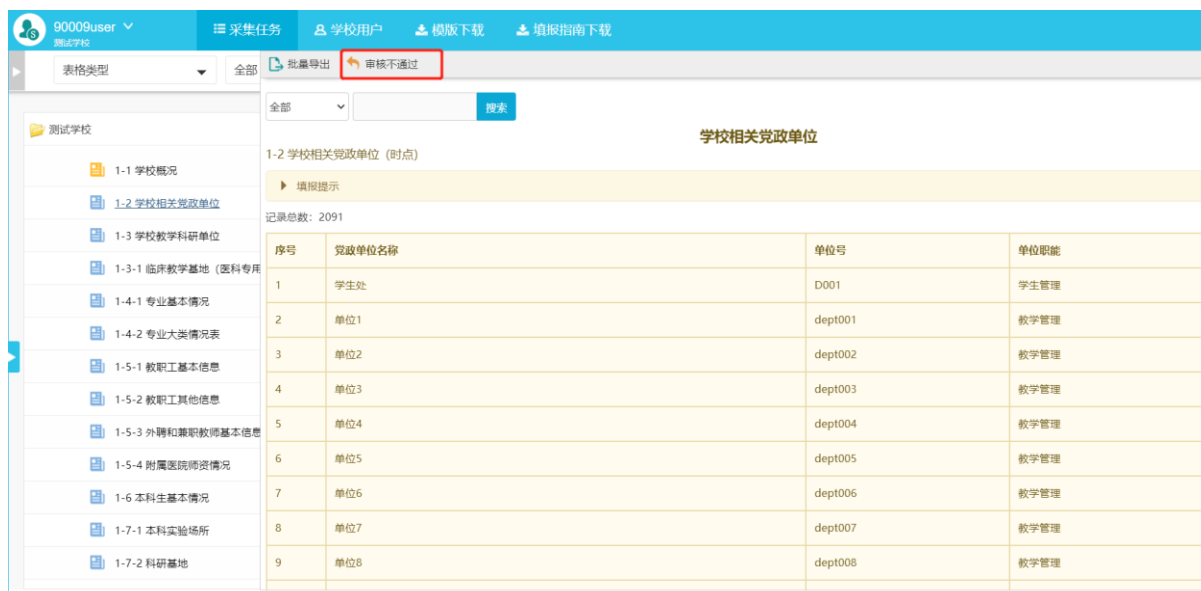 90009user
测试学校
采集任务
学校用户
模版下载
填报指南下载
表格类型
全部
批量导出
审核不通过
全部
搜索
测试学校
1-1 学校概况
1-2 学校相关党政单位
1-3 学校教学科研单位
1-3-1 临床教学基地（医科专用
1-4-1 专业基本情况
1-4-2 专业大类情况表
1-5-1 教职工基本信息
1-5-2 教职工其他信息
1-5-3 外聘和兼职教师基本信息
1-5-4 附属医院师资情况
1-6 本科生基本情况
1-7-1 本科实验场所
1-7-2 科研基地
学校相关党政单位
1-2 学校相关党政单位（时点）
填报提示
记录总数：2091
序号 党政单位名称 单位号 单位职能
1 学生处 D001 学生管理
2 单位1 dept001 教学管理
3 单位2 dept002 教学管理
4 单位3 dept003 教学管理
5 单位4 dept004 教学管理
6 单位5 dept005 教学管理
7 单位6 dept006 教学管理
8 单位7 dept007 教学管理
9 单位8 dept008 教学管理